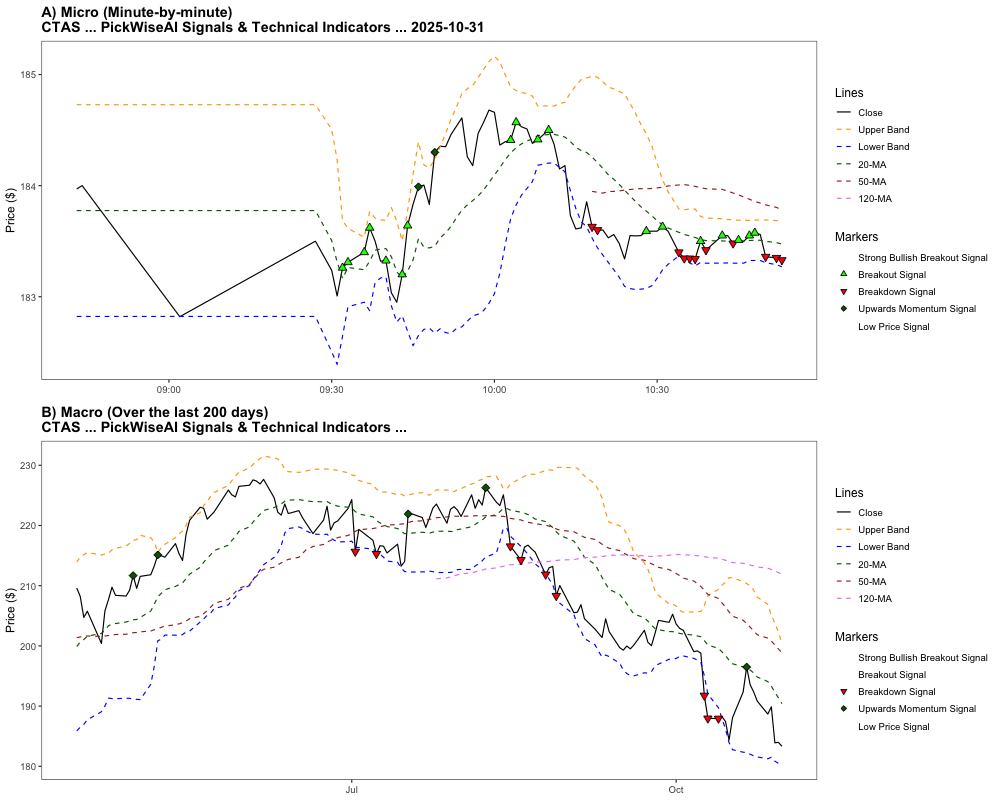 A) Micro (Minute-by-minute)
CTAS ... PickWiseAI Signals & Technical Indicators ... 2025-10-31
Price ($)
185
184
183
09:00
09:30
10:00
10:30
Lines
Close
Upper Band
Lower Band
20-MA
50-MA
120-MA
Markers
Strong Bullish Breakout Signal
Breakout Signal
Breakdown Signal
Upwards Momentum Signal
Low Price Signal
B) Macro (Over the last 200 days)
CTAS ... PickWiseAI Signals & Technical Indicators ...
Price ($)
230
220
210
200
190
180
Jul
Oct
Lines
Close
Upper Band
Lower Band
20-MA
50-MA
120-MA
Markers
Strong Bullish Breakout Signal
Breakout Signal
Breakdown Signal
Upwards Momentum Signal
Low Price Signal